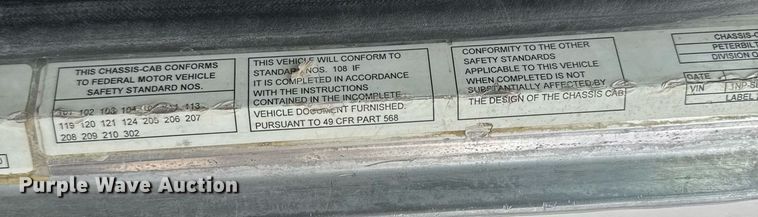 THIS CHASSIS-CAB CONFORMS
TO FEDERAL MOTOR VEHICLE
SAFETY STANDARD NOS.
101 102 103 104 113
119 120 121 124 205 206 207
208 209 210 302
THIS VEHICLE WILL CONFORM TO
STANDARD NOS. 108 IF
IT IS COMPLETED IN ACCORDANCE
WITH THE INSTRUCTIONS
CONTAINED IN THE INCOMPLETE
VEHICLE DOCUMENT FURNISHED.
PURSUANT TO 49 CFR PART 568
CONFORMITY TO THE OTHER
SAFETY STANDARDS
APPLICABLE TO THIS VEHICLE
WHEN COMPLETED IS NOT
SUBSTANTIALLY AFFECTED BY
THE DESIGN OF THE CHASSIS CAB
CHASSIS-C
PETERBILT
DIVISION O
DATE
VIN
LABEL
Purple Wave Auction